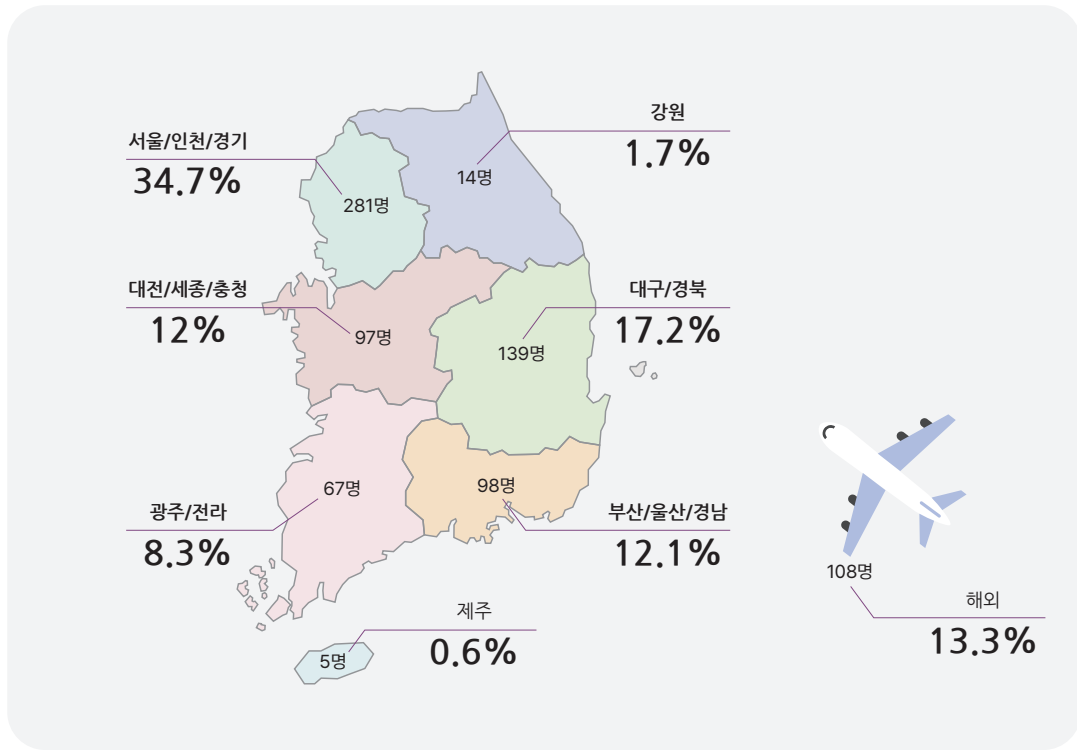 강원
1.7%
14명
서울/인천/경기
34.7%
281명
대전/세종/충청
12%
97명
대구/경북
17.2%
139명
광주/전라
8.3%
67명
부산/울산/경남
12.1%
98명
제주
0.6%
5명
108명
해외
13.3%